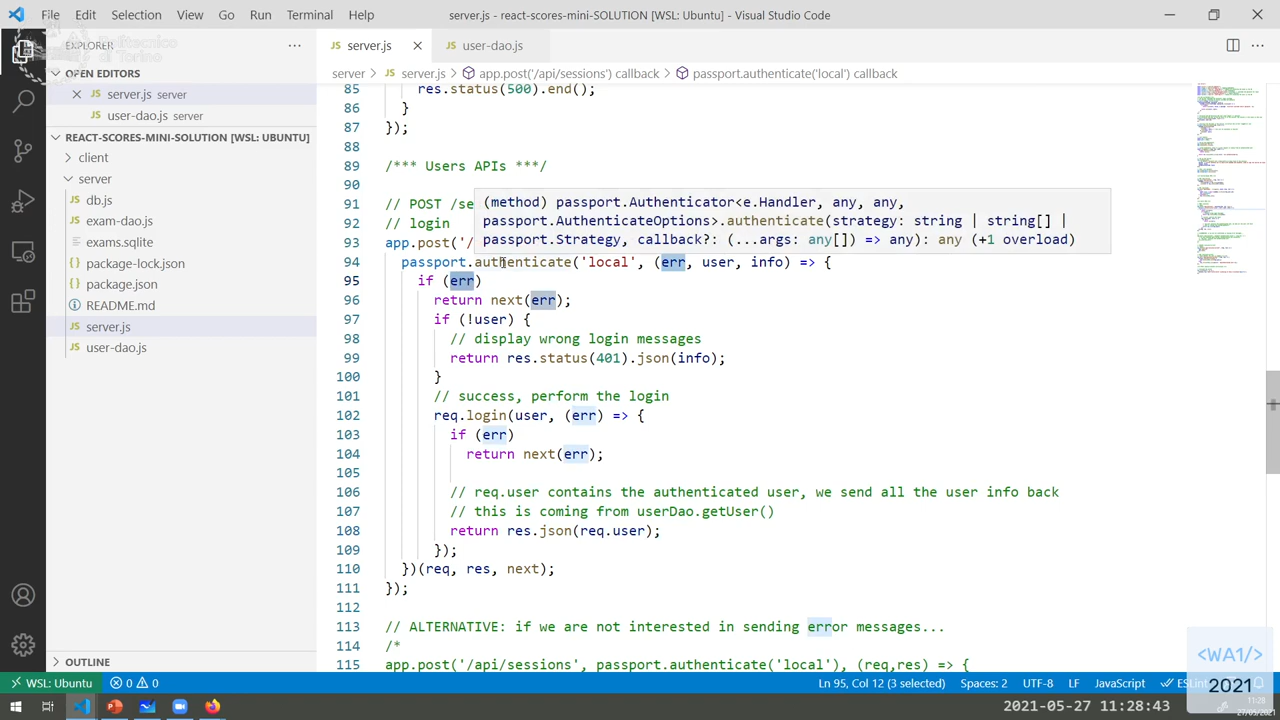 File Edit Selection View Go Run Terminal Help
server.js - react-scores-mini-SOLUTION [WSL: Ubuntu] - Visual Studio Code
EXPLORER
Politecnico
di Torino
OPEN EDITORS
server.js server
user-dao.js server
REACT-SCORES-MINI-SOLUTION [WSL: UBUNTU]
client
server
db.js
exam-dao.js
exams.sqlite
package-lock.json
package.json
README.md
server.js
user-dao.js
OUTLINE
server.js user-dao.js
server > server.js > app.post('/api/sessions') callback > passport.authenticate('local') callback
85 res.status(500).end();
86 }
87 });
88
89 /*** Users API
90
91 // POST /se
92 // login
93 app.post('/
passport.Authenticator<e.Handler, any, any,
AuthenticateOptions>.authenticate(strategy: string | string[] |
passport.Strategy, callback: (...args: any[]) => any): any (+1 overload)
passport.authenticate('local', (err, user, info) =>
95 if (err
96 return next(err);
97 if (!user) {
98 // display wrong login messages
99 return res.status(401).json(info);
100 }
101 // success, perform the login
102 req.login(user, (err) => {
103 if (err)
104 return next(err);
105
106 // req.user contains the authenticated user, we send all the user info back
107 // this is coming from userDao.getUser()
108 return res.json(req.user);
109 });
110 })(req, res, next);
111 });
112
113 // ALTERNATIVE: if we are not interested in sending error messages...
114 /*
115 app.post('/api/sessions', passport.authenticate('local'), (req,res) => {
WSL: Ubuntu 0 0
Ln 95, Col 12 (3 selected) Spaces: 2 UTF-8 LF JavaScript ESLint
<WA1/>
2021
2021-05-27 11:28:43
11:28
27/05/2021